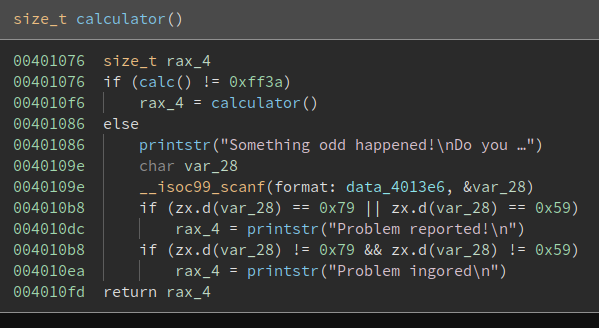 size_t calculator()
00401076  size_t rax_4
00401076  if (calc() != 0xff3a)
004010f6      rax_4 = calculator()
00401086  else
00401086      printstr("Something odd happened!\nDo you …")
0040109e      char var_28
0040109e      __isoc99_scanf(format: data_4013e6, &var_28)
004010b8      if (zx.d(var_28) == 0x79 || zx.d(var_28) == 0x59)
004010dc          rax_4 = printstr("Problem reported!\n")
004010b8      if (zx.d(var_28) != 0x79 && zx.d(var_28) != 0x59)
004010ea          rax_4 = printstr("Problem ingored\n")
004010fd  return rax_4